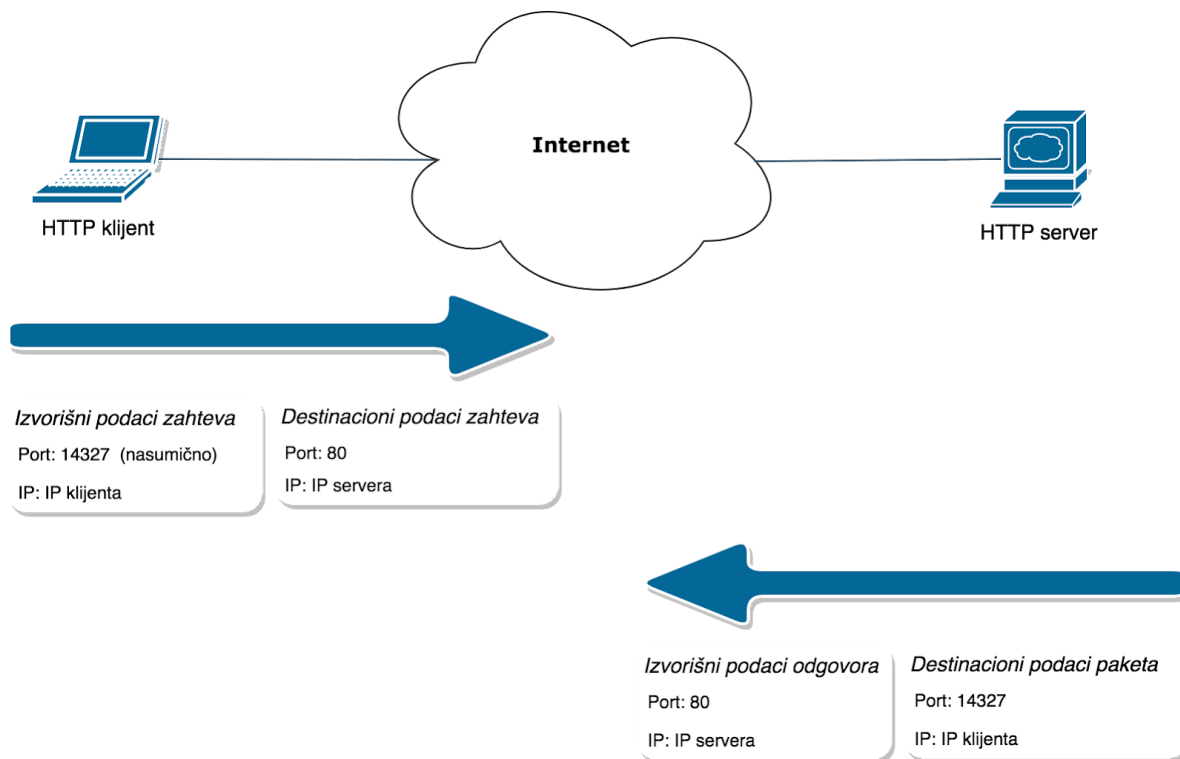 Internet
HTTP klijent
HTTP server
Izvorišni podaci zahteva
Port: 14327 (nasumično)
IP: IP klijenta
Destinacioni podaci zahteva
Port: 80
IP: IP servera
Izvorišni podaci odgovora
Port: 80
IP: IP servera
Destinacioni podaci paketa
Port: 14327
IP: IP klijenta